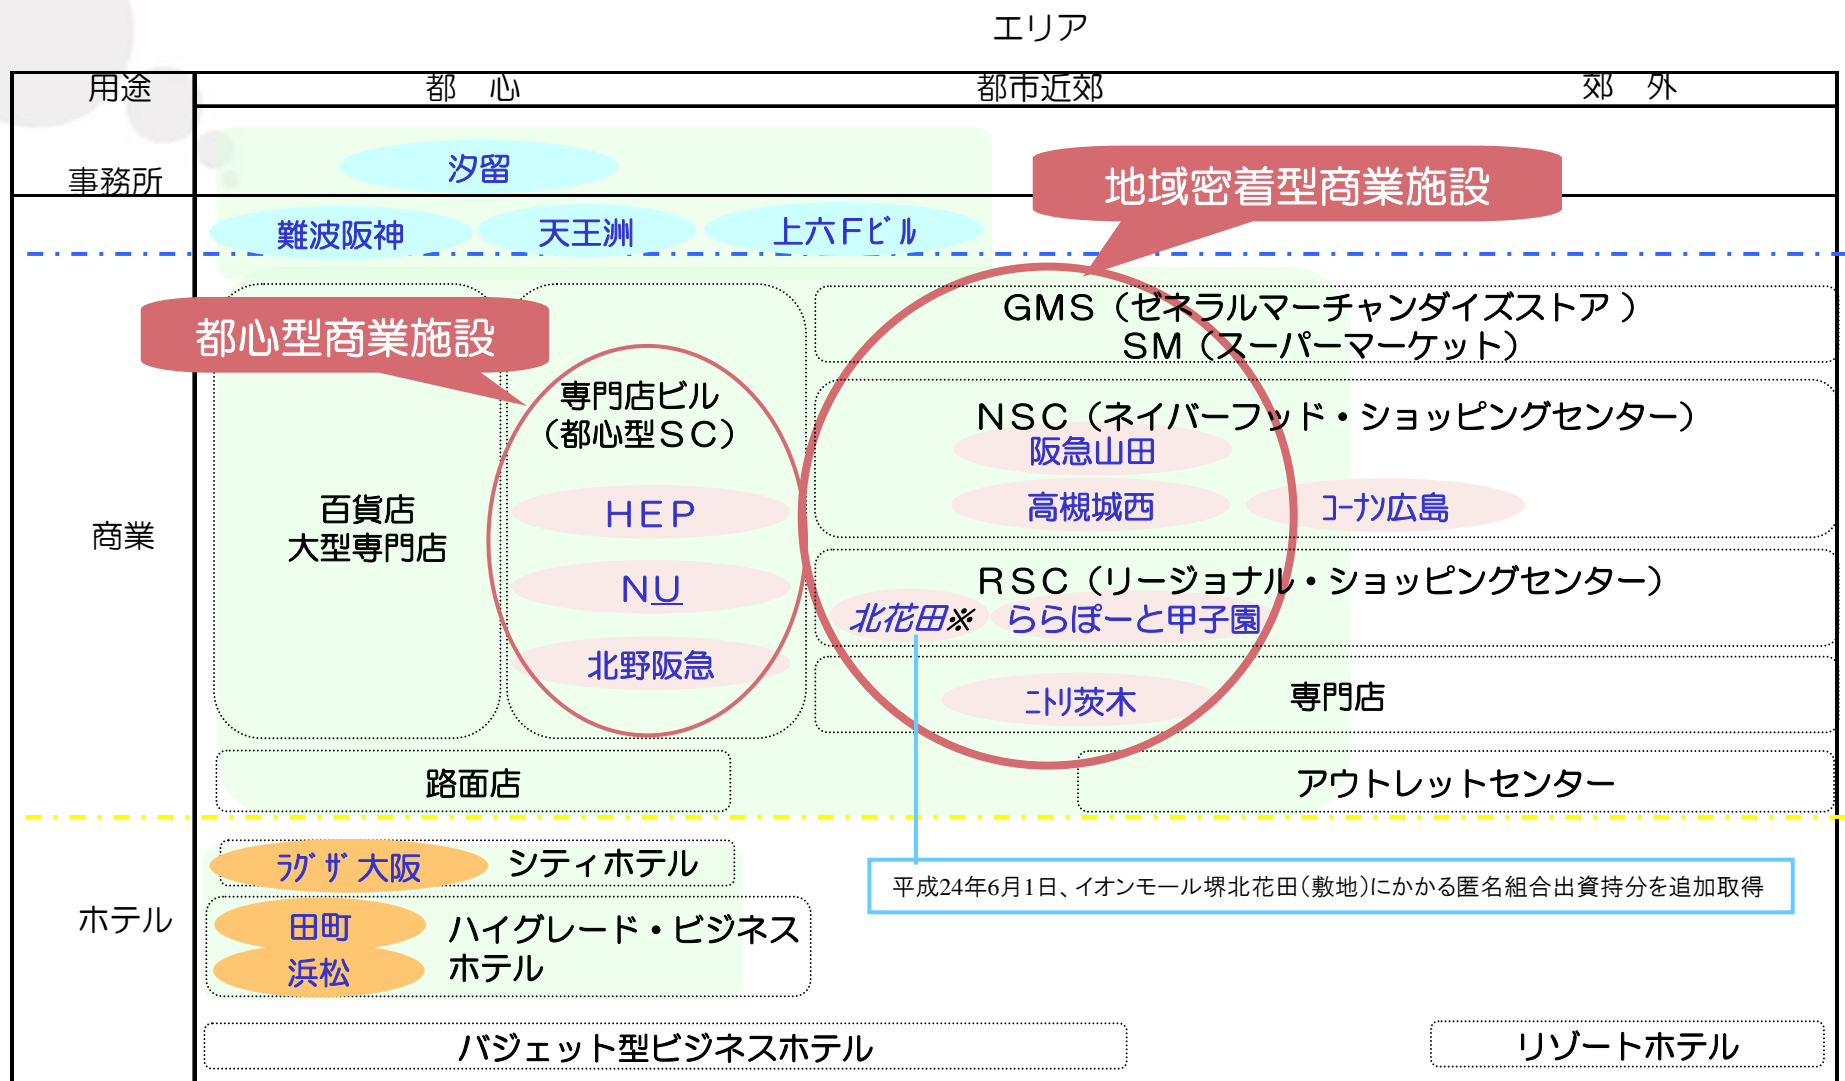 エリア
用途
都　心
都市近郊
郊　外
事務所
汐留
地域密着型商業施設
難波阪神
天王洲
上六Fビル
都心型商業施設
GMS（ゼネラルマーチャンダイズストア）
SM（スーパーマーケット）
専門店ビル
（都心型ＳＣ）
ＮＳＣ（ネイバーフッド・ショッピングセンター）
阪急山田
百貨店
大型専門店
ＨＥＰ
高槻城西
ｺｰﾅﾝ広島
商業
ＮＵ
ＲＳＣ（リージョナル・ショッピングセンター）
北花田※
ららぽーと甲子園
北野阪急
ﾆﾄﾘ茨木
専門店
路面店
アウトレットセンター
ﾗｸﾞｻﾞ大阪
シティホテル
平成24年6月1日、イオンモール堺北花田（敷地）にかかる匿名組合出資持分を追加取得
ホテル
田町
ハイグレード・ビジネス
ホテル
浜松
バジェット型ビジネスホテル
リゾートホテル